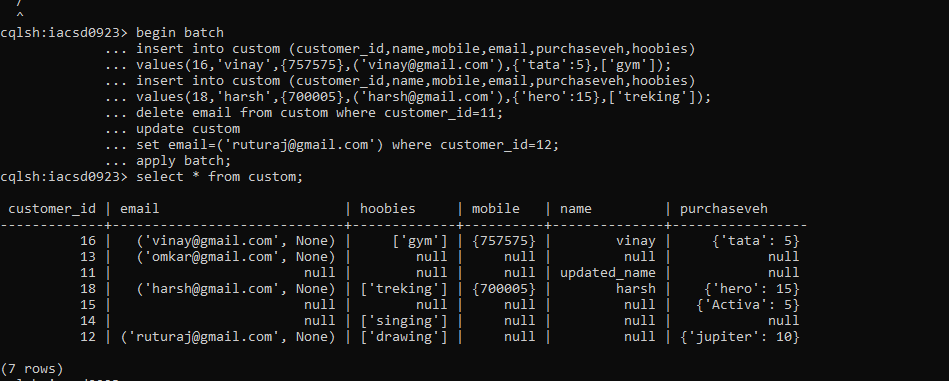 /
^
cqlsh:iacsd0923> begin batch
... insert into custom (customer_id,name,mobile,email,purchaseveh,hoobies)
... values(16,'vinay',{757575},('vinay@gmail.com'),{'tata':5},['gym']);
... insert into custom (customer_id,name,mobile,email,purchaseveh,hoobies)
... values(18,'harsh',{700005},('harsh@gmail.com'),{'hero':15},['treking']);
... delete email from custom where customer_id=11;
... update custom
... set email=('ruturaj@gmail.com') where customer_id=12;
... apply batch;
cqlsh:iacsd0923> select * from custom;
customer_id | email | hoobies | mobile | name | purchaseveh
-------------+-----------------------------+-------------+----------+--------------+-----------------
16 | ('vinay@gmail.com', None) | ['gym'] | {757575} | vinay | {'tata': 5}
13 | ('omkar@gmail.com', None) | null | null | null | null
11 | null | null | null | updated_name | null
18 | ('harsh@gmail.com', None) | ['treking'] | {700005} | harsh | {'hero': 15}
15 | null | null | null | null | {'Activa': 5}
14 | null | ['singing'] | null | null | null
12 | ('ruturaj@gmail.com', None) | ['drawing'] | null | null | {'jupiter': 10}
(7 rows)